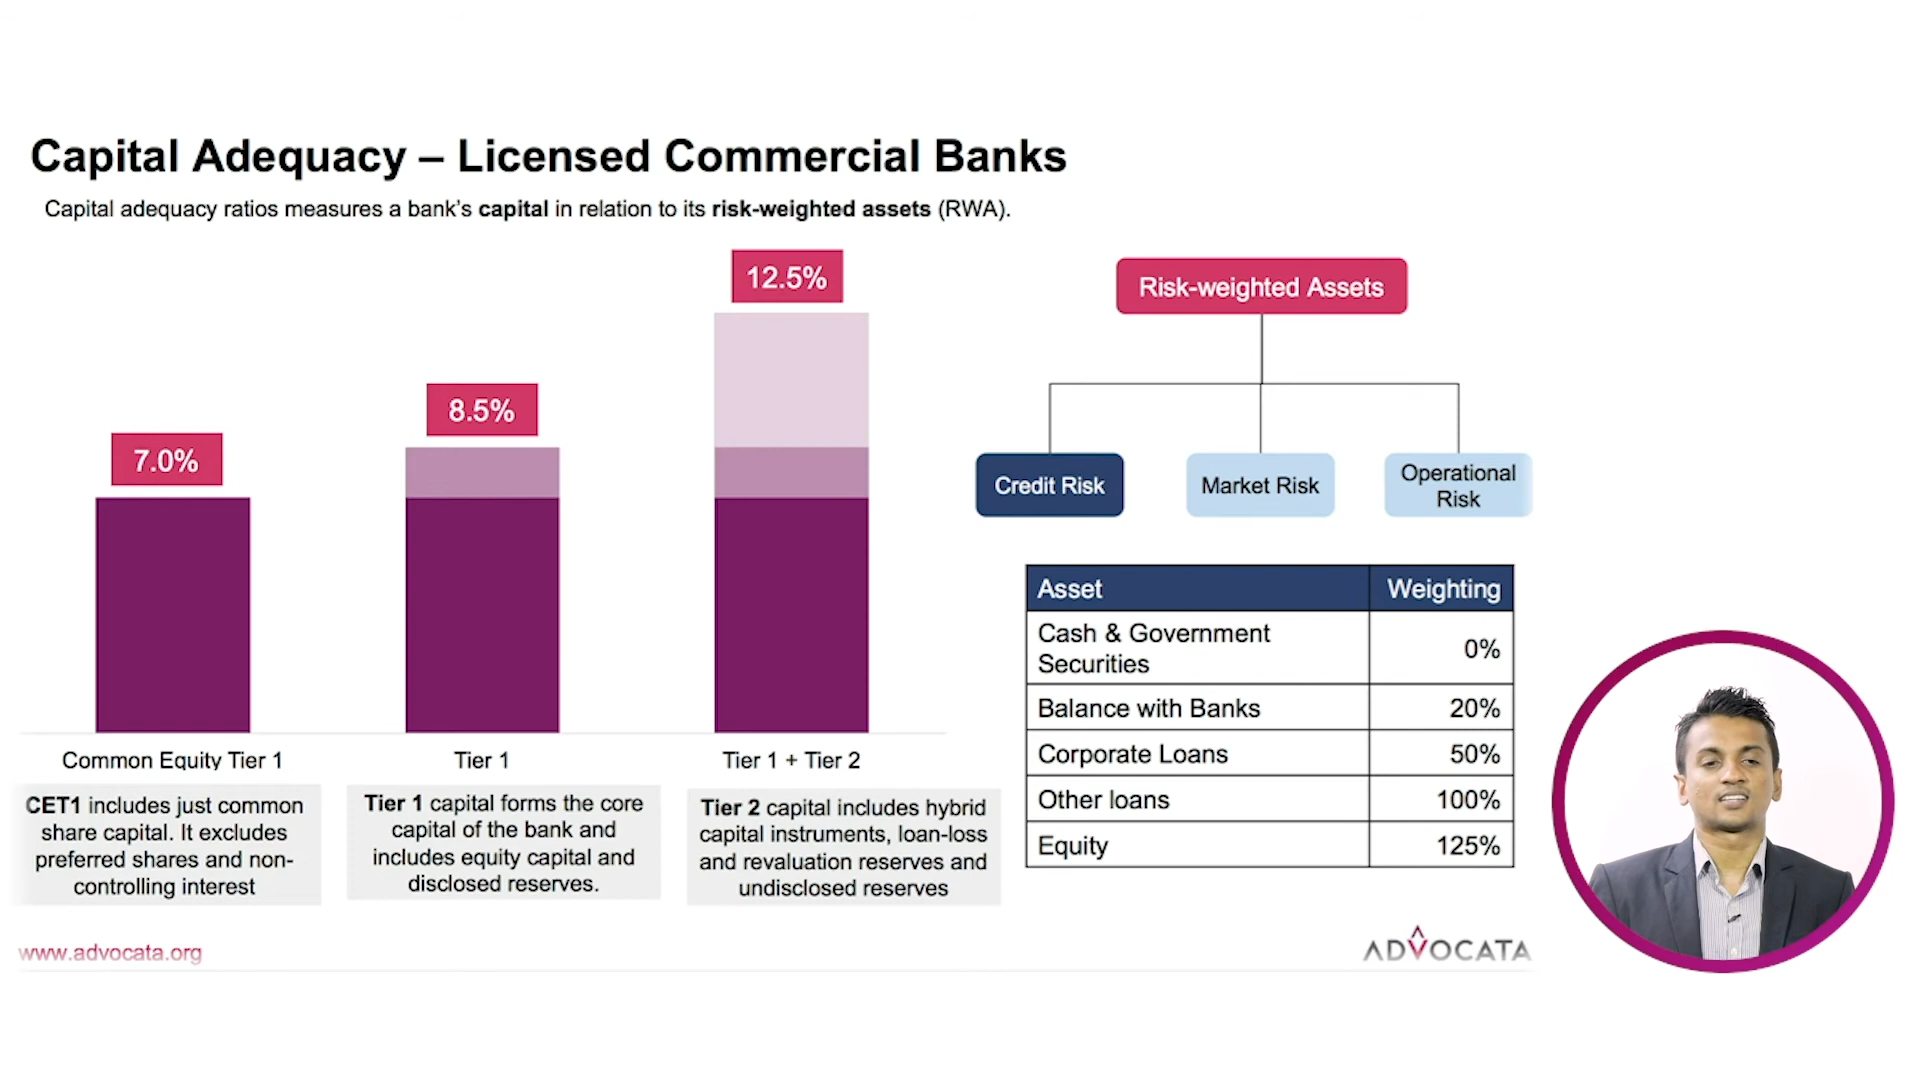 Capital Adequacy – Licensed Commercial Banks
Capital adequacy ratios measures a bank's capital in relation to its risk-weighted assets (RWA).
7.0%
8.5%
12.5%
Common Equity Tier 1
Tier 1
Tier 1 + Tier 2
CET1 includes just common
share capital. It excludes
preferred shares and non-
controlling interest
Tier 1 capital forms the core
capital of the bank and
includes equity capital and
disclosed reserves.
Tier 2 capital includes hybrid
capital instruments, loan-loss
and revaluation reserves and
undisclosed reserves
Risk-weighted Assets
Credit Risk
Market Risk
Operational
Risk
Asset Weighting
Cash & Government
Securities 0%
Balance with Banks 20%
Corporate Loans 50%
Other loans 100%
Equity 125%
www.advocata.org
ADVOCATA